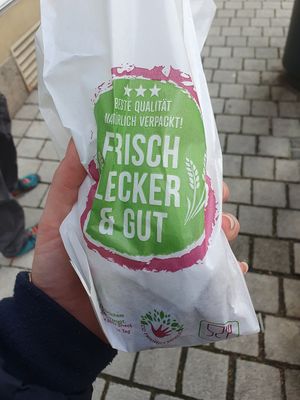 BESTE QUALITÄT
NATÜRLICH VERPACKT!
FRISCH
LECKER
& GUT